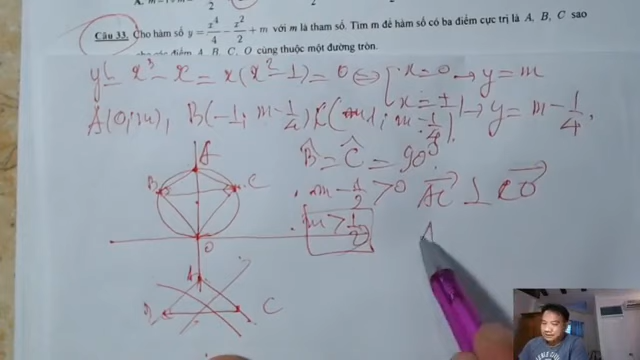 Câu 33. Cho hàm số y = x⁴/4 − x²/2 + m với m là tham số. Tìm m để hàm số có ba điểm cực trị là A, B, C sao
điểm A, B, C, O cùng thuộc một đường tròn.
y' = x³ − x = x(x² − 1) = 0 ⇔ [ x = 0 → y = m
x = ±1 → y = m − 1/4,
A(0; m), B(−1; m − 1/4) C(1; m − 1/4)
B̂ = Ĉ = 90°
m − 1/2 > 0
m > 1/2
AC ⊥ CO
A
A
B
C
O
A
C